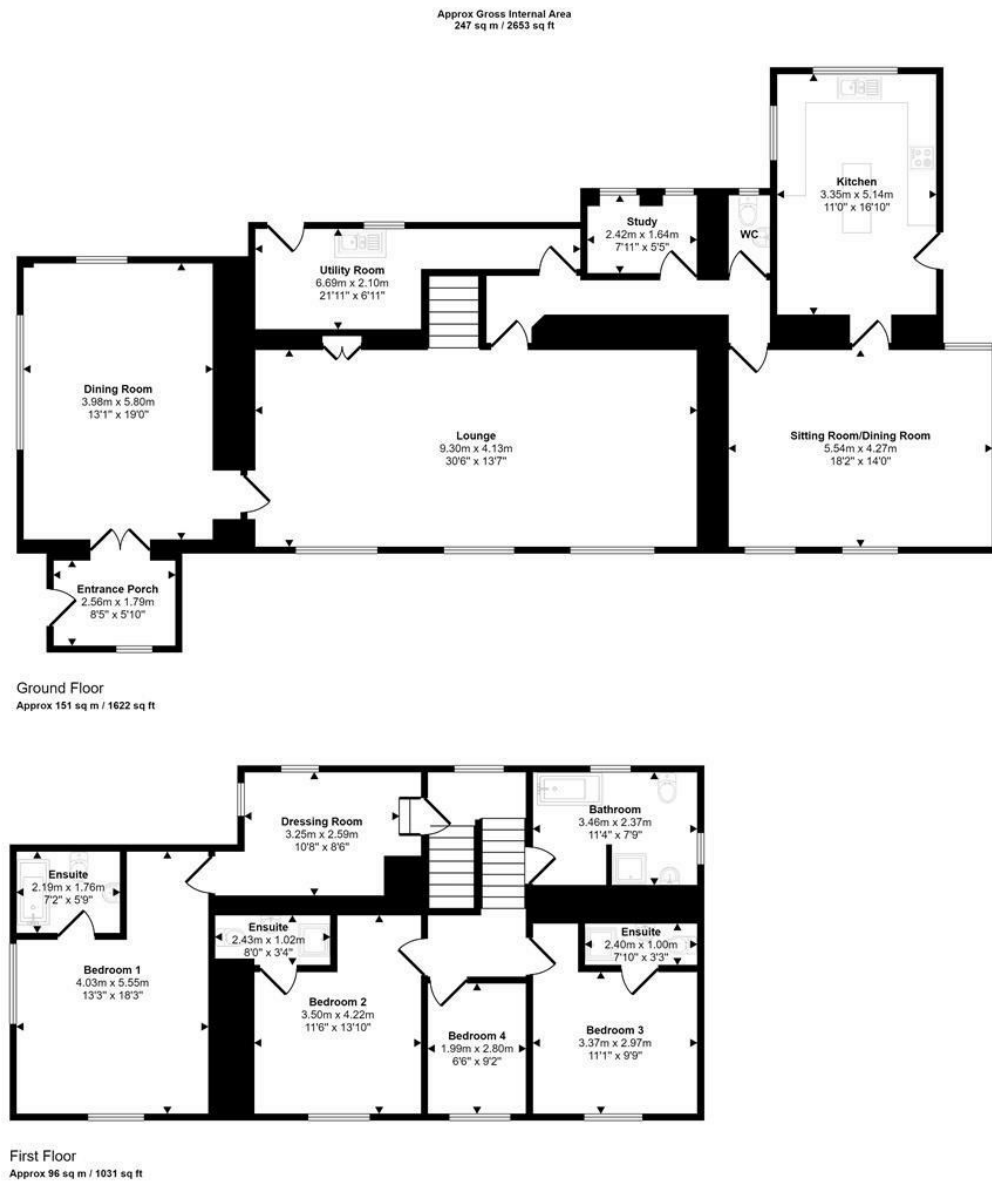 Approx Gross Internal Area
247 sq m / 2653 sq ft
Kitchen
3.35m x 5.14m
11'0" x 16'10"
Study
2.42m x 1.64m
7'11" x 5'5"
WC
Utility Room
6.69m x 2.10m
21'11" x 6'11"
Dining Room
3.98m x 5.80m
13'1" x 19'0"
Lounge
9.30m x 4.13m
30'6" x 13'7"
Sitting Room/Dining Room
5.54m x 4.27m
18'2" x 14'0"
Entrance Porch
2.56m x 1.79m
8'5" x 5'10"
Ground Floor
Approx 151 sq m / 1622 sq ft
Dressing Room
3.25m x 2.59m
10'8" x 8'6"
Bathroom
3.46m x 2.37m
11'4" x 7'9"
Ensuite
2.19m x 1.76m
7'2" x 5'9"
Ensuite
2.43m x 1.02m
8'0" x 3'4"
Ensuite
2.40m x 1.00m
7'10" x 3'3"
Bedroom 1
4.03m x 5.55m
13'3" x 18'3"
Bedroom 2
3.50m x 4.22m
11'6" x 13'10"
Bedroom 4
1.99m x 2.80m
6'6" x 9'2"
Bedroom 3
3.37m x 2.97m
11'1" x 9'9"
First Floor
Approx 96 sq m / 1031 sq ft